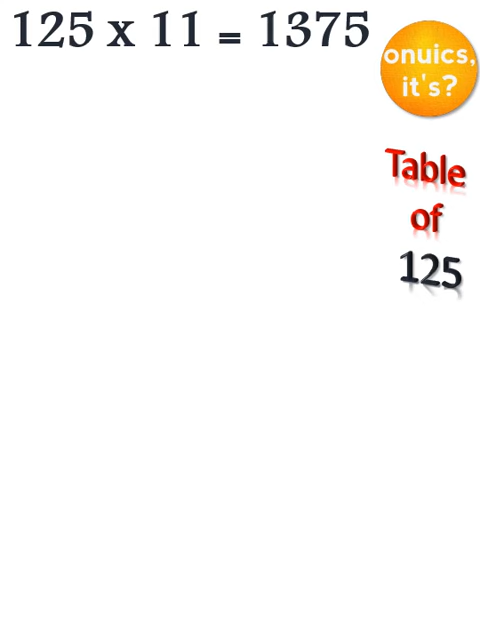 125 x 11 = 1375
onuics,
it's?
Table
of
125